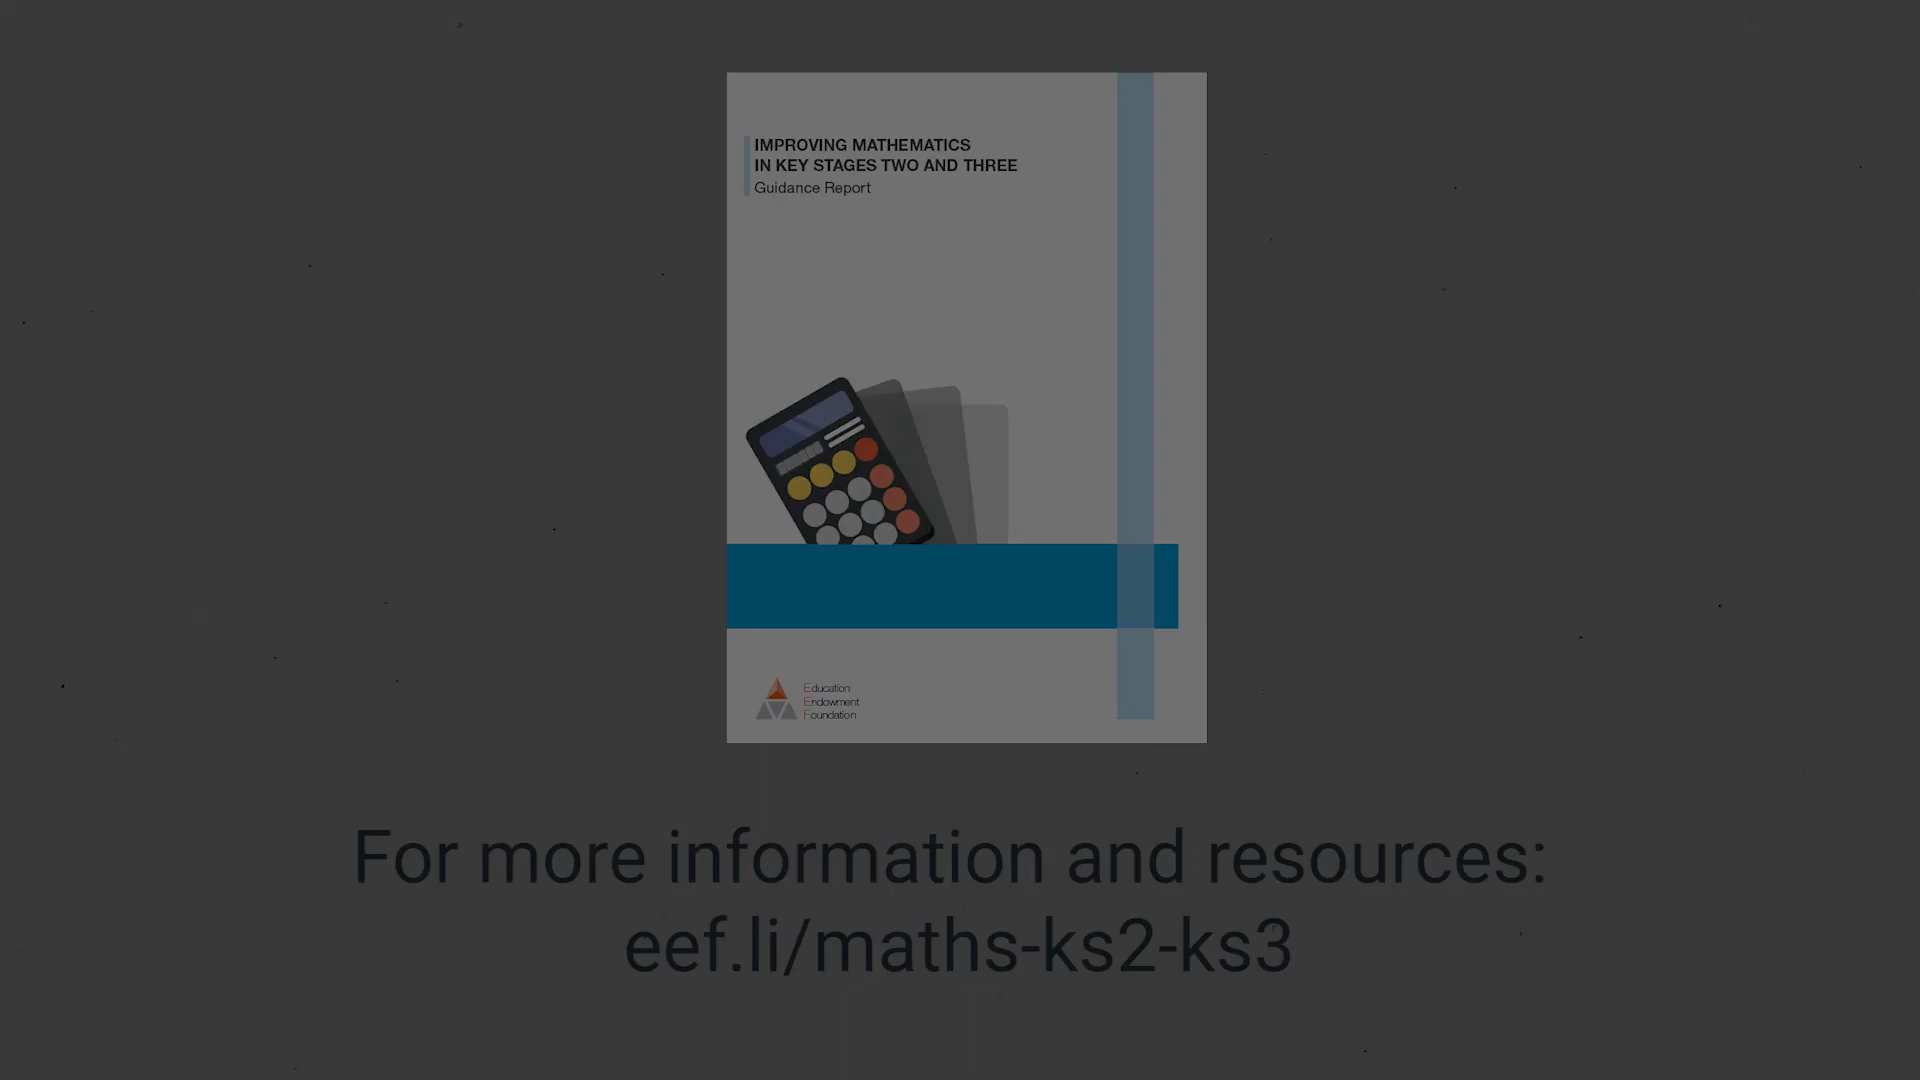 IMPROVING MATHEMATICS
IN KEY STAGES TWO AND THREE
Guidance Report
Education
Endowment
Foundation
For more information and resources:
eef.li/maths-ks2-ks3